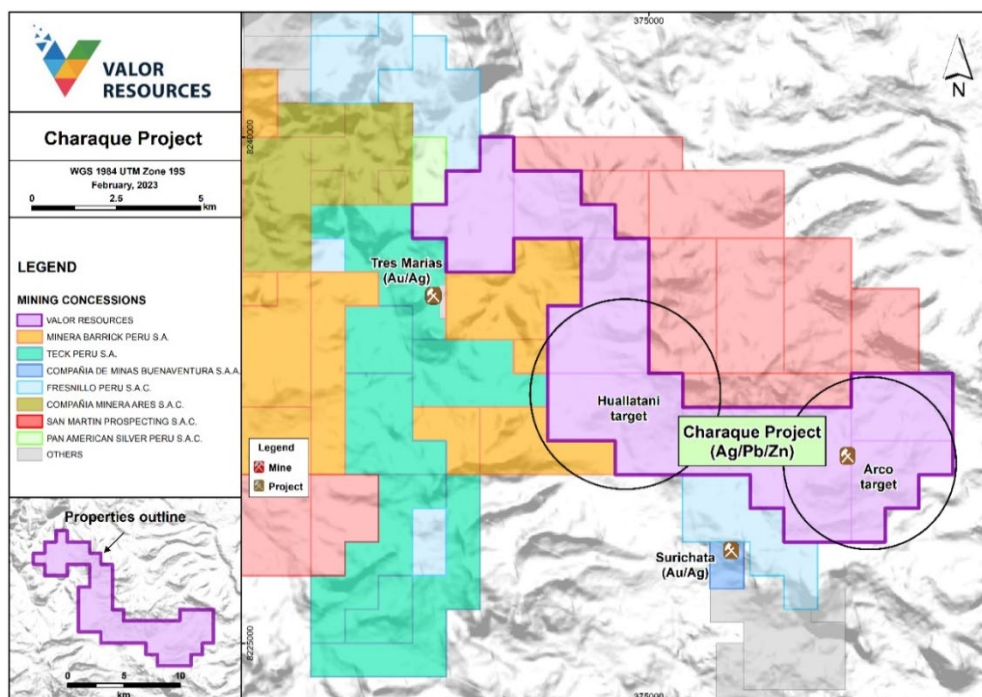 VALOR
RESOURCES
Charaque Project
WGS 1984 UTM Zone 19S
February, 2023
0 2.5 5
km
LEGEND
MINING CONCESSIONS
VALOR RESOURCES
MINERA BARRICK PERU S.A.
TECK PERU S.A.
COMPAÑIA DE MINAS BUENAVENTURA S.A.A.
FRESNILLO PERU S.A.C.
COMPAÑIA MINERA ARES S.A.C.
SAN MARTIN PROSPECTING S.A.C.
PAN AMERICAN SILVER PERU S.A.C.
OTHERS
Properties outline
0 5 10
km
375000
N
8240000
Tres Marias
(Au/Ag)
Huallatani
target
Charaque Project
(Ag/Pb/Zn)
Arco
target
Legend
Mine
Project
Surichata
(Au/Ag)
8225000
375000